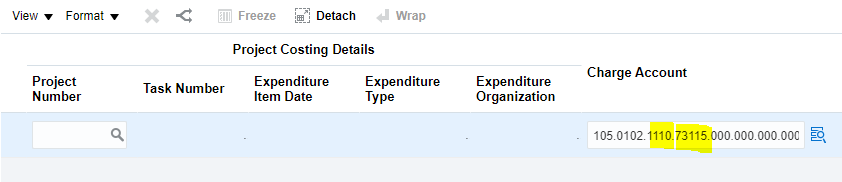 View Format Freeze Detach Wrap
Project Costing Details
Project Number Task Number Expenditure Item Date Expenditure Type Expenditure Organization Charge Account
105.0102.1110.73115.000.000.000.000